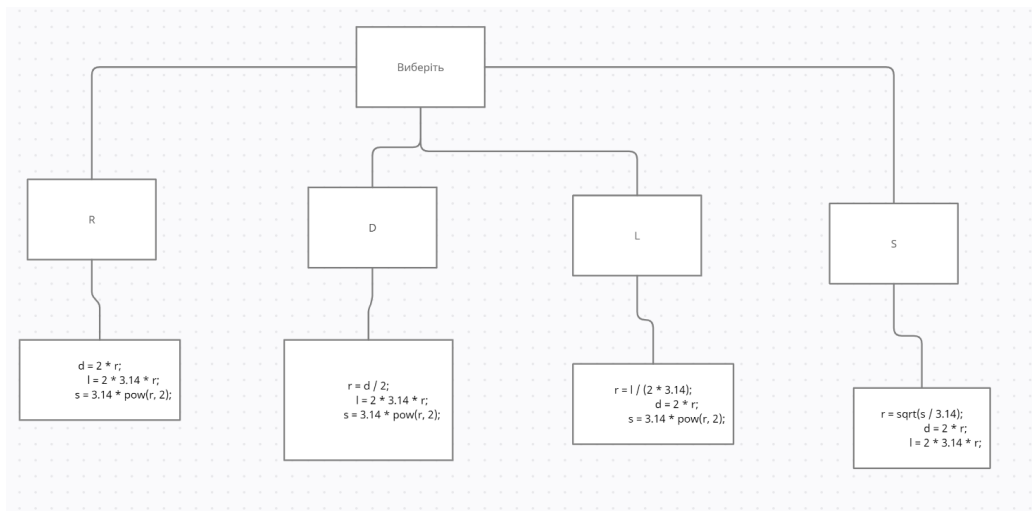 Виберіть
R
D
L
S
d = 2 * r;
l = 2 * 3.14 * r;
s = 3.14 * pow(r, 2);
r = d / 2;
l = 2 * 3.14 * r;
s = 3.14 * pow(r, 2);
r = l / (2 * 3.14);
d = 2 * r;
s = 3.14 * pow(r, 2);
r = sqrt(s / 3.14);
d = 2 * r;
l = 2 * 3.14 * r;